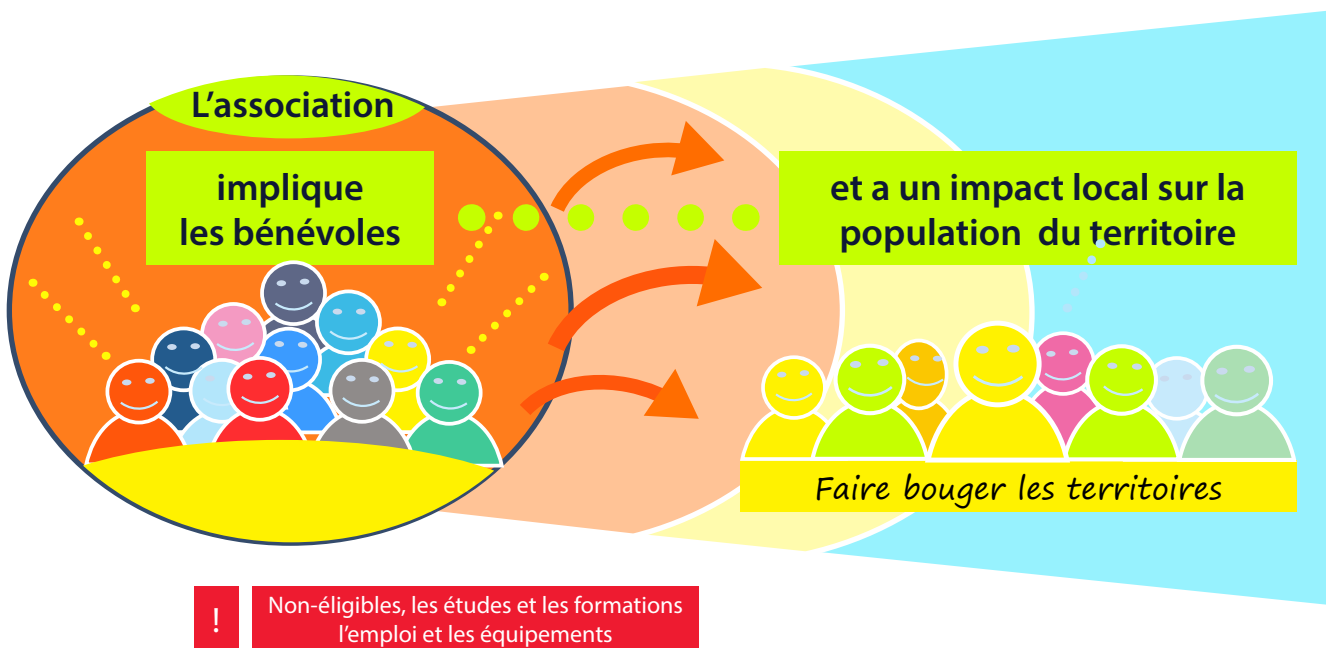 L’association
implique
les bénévoles
et a un impact local sur la
population du territoire
Faire bouger les territoires
!
Non-éligibles, les études et les formations
l’emploi et les équipements